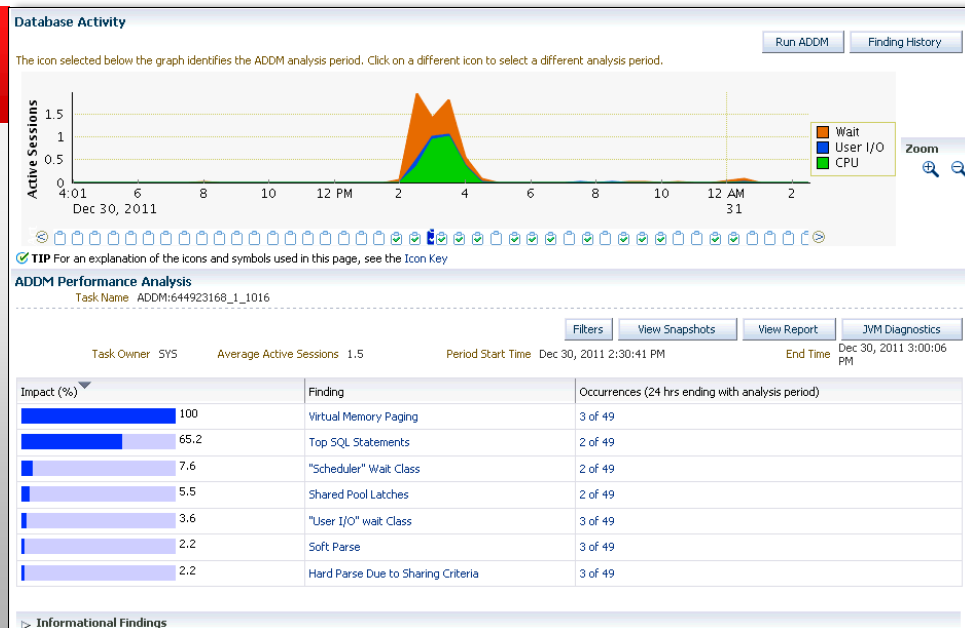 Database Activity
Run ADDM
Finding History
The icon selected below the graph identifies the ADDM analysis period. Click on a different icon to select a different analysis period.
Active Sessions
1.5
1
0.5
0
4:01 6 8 10 12 PM 2 4 6 8 10 12 AM 2
Dec 30, 2011 31
Wait
User I/O
CPU
Zoom
TIP For an explanation of the icons and symbols used in this page, see the Icon Key
ADDM Performance Analysis
Task Name ADDM:644923168_1_1016
Filters View Snapshots View Report JVM Diagnostics
Task Owner SYS Average Active Sessions 1.5 Period Start Time Dec 30, 2011 2:30:41 PM End Time Dec 30, 2011 3:00:06 PM
Impact (%) Finding Occurrences (24 hrs ending with analysis period)
100 Virtual Memory Paging 3 of 49
65.2 Top SQL Statements 2 of 49
7.6 "Scheduler" Wait Class 2 of 49
5.5 Shared Pool Latches 2 of 49
3.6 "User I/O" wait Class 3 of 49
2.2 Soft Parse 3 of 49
2.2 Hard Parse Due to Sharing Criteria 3 of 49
Informational Findings